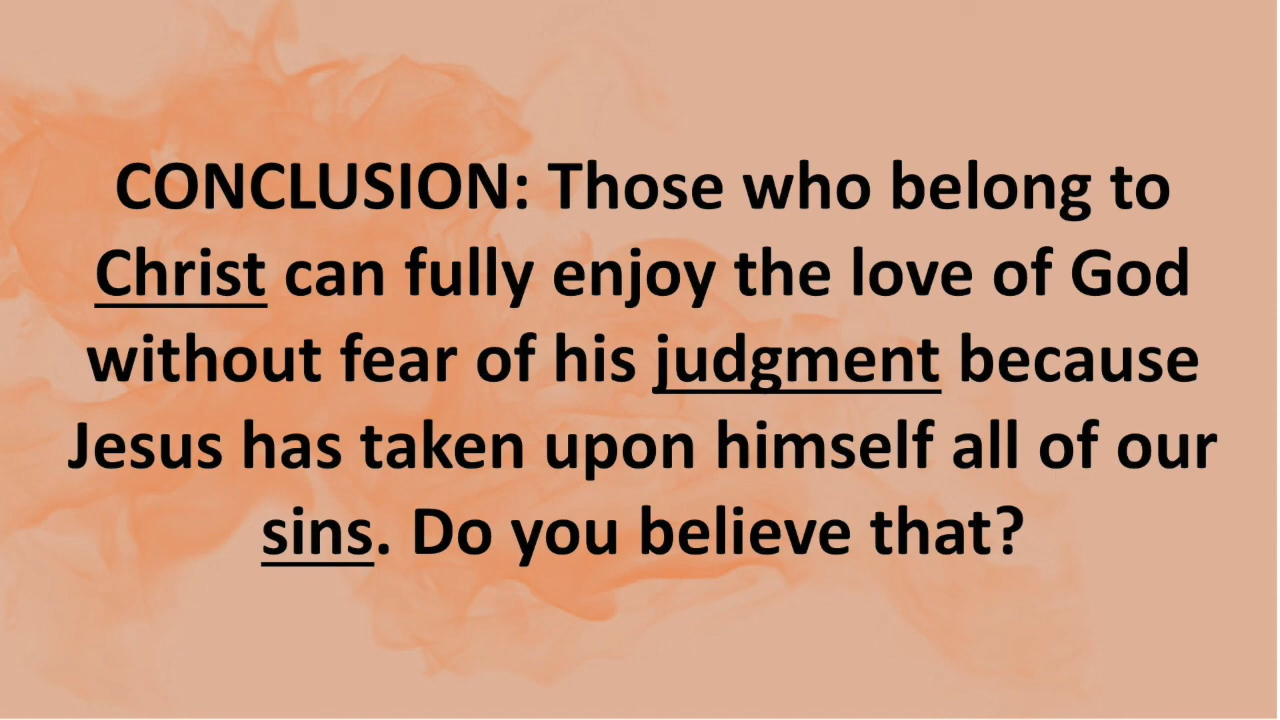 CONCLUSION: Those who belong to
Christ can fully enjoy the love of God
without fear of his judgment because
Jesus has taken upon himself all of our
sins. Do you believe that?